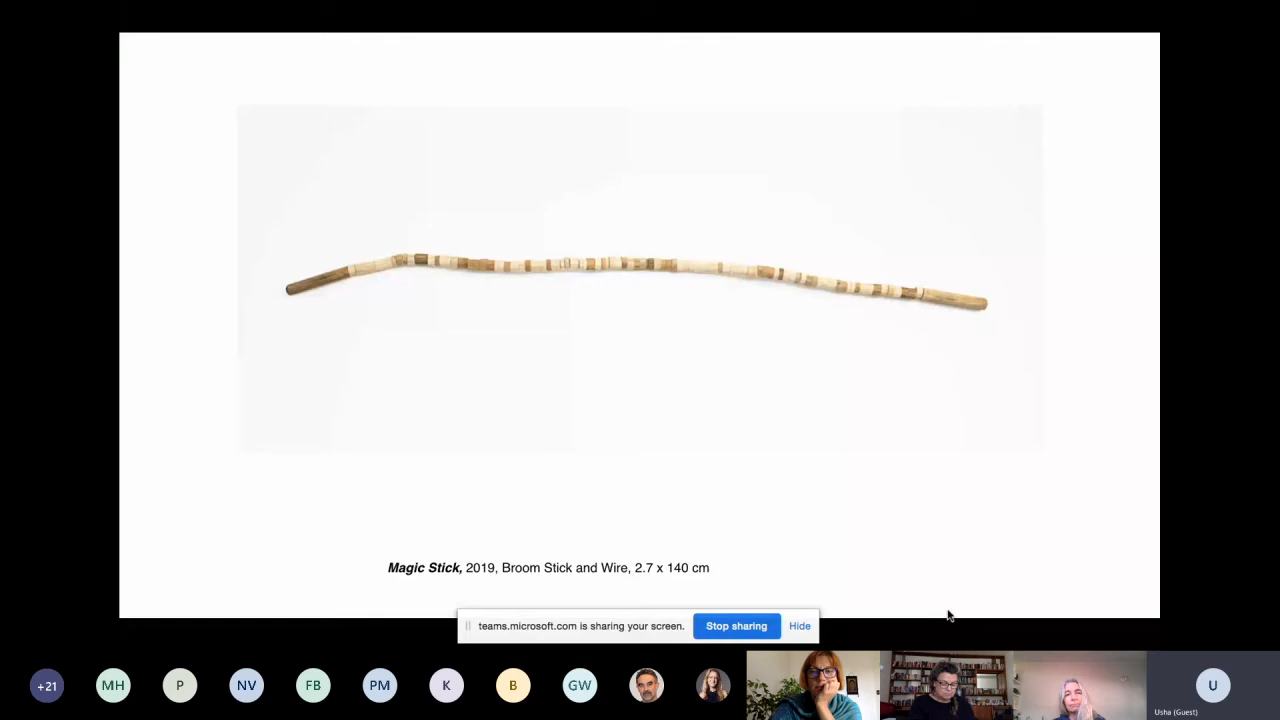 Magic Stick, 2019, Broom Stick and Wire, 2.7 x 140 cm
teams.microsoft.com is sharing your screen.
Stop sharing
Hide
+21
MH
P
NV
FB
PM
K
B
GW
U
Usha (Guest)